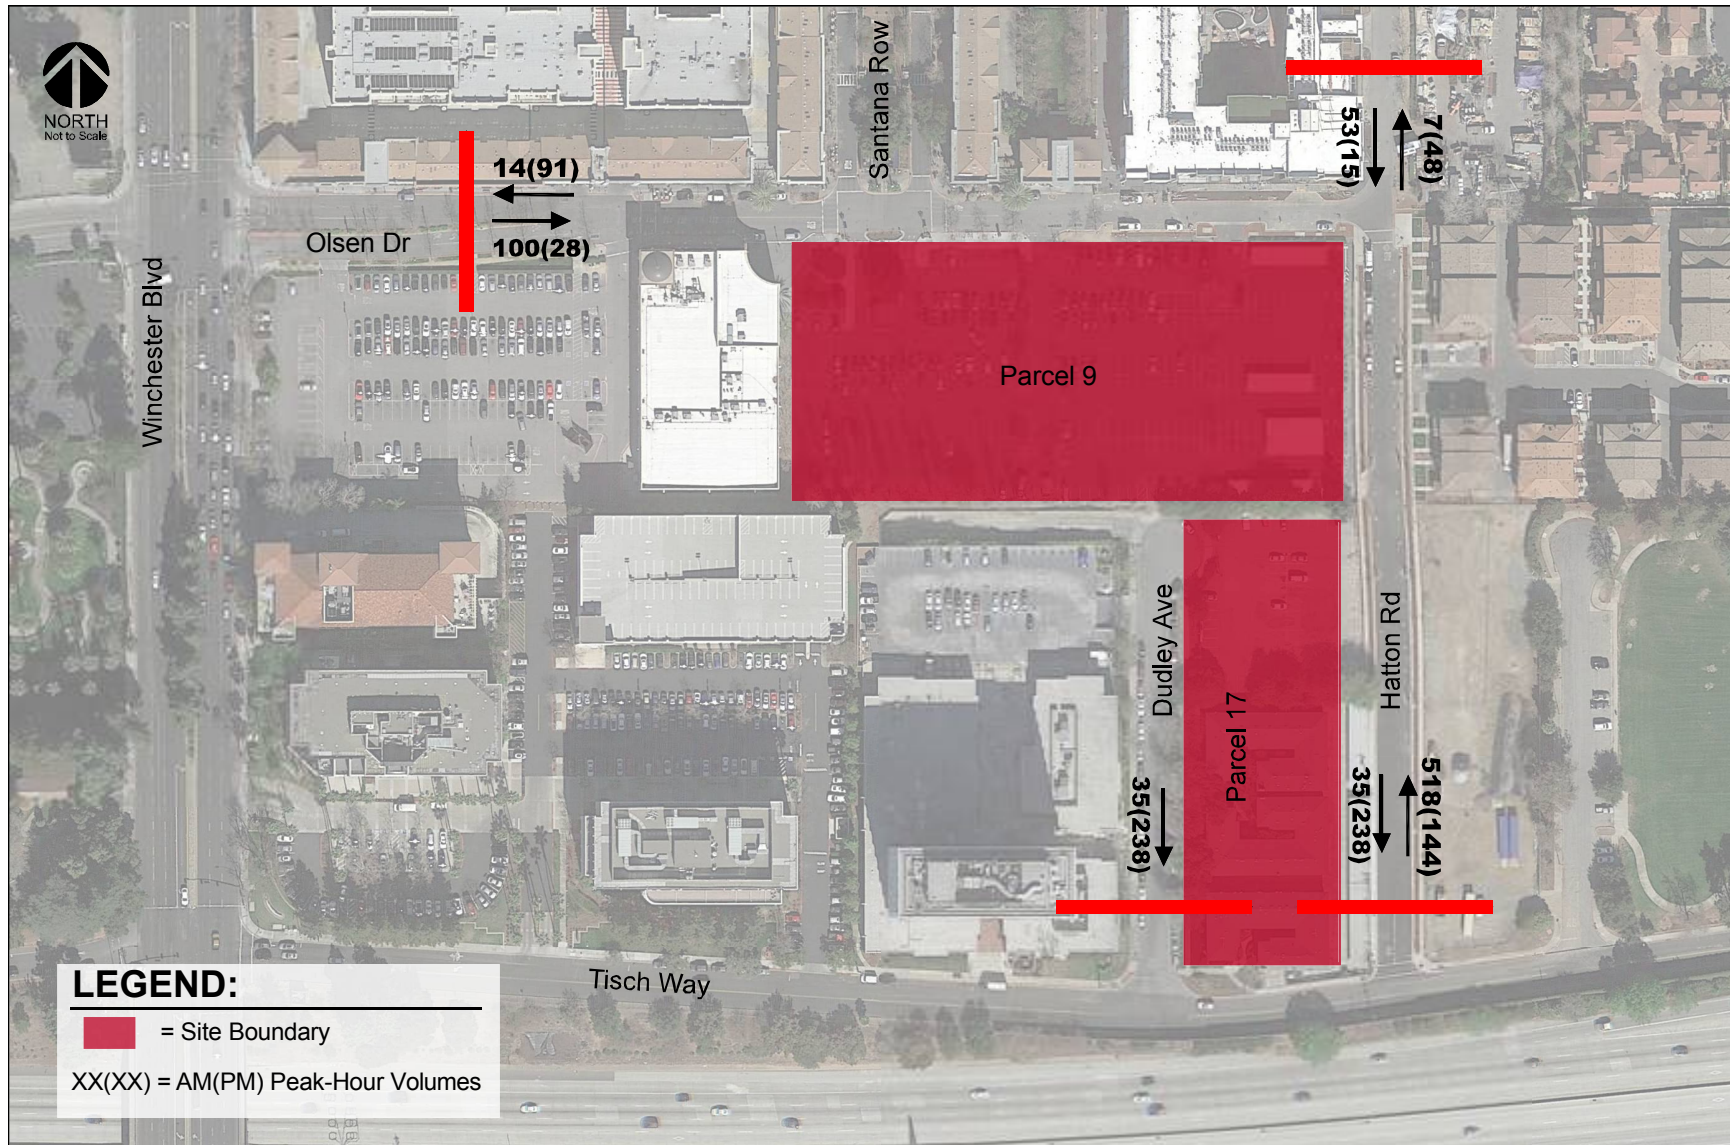 NORTH
Not to Scale
Santana Row
53(15)
7(48)
14(91)
100(28)
Olsen Dr
Winchester Blvd
Parcel 9
Dudley Ave
Hatton Rd
Parcel 17
35(238)
35(238)
518(144)
Tisch Way
LEGEND:
= Site Boundary
XX(XX) = AM(PM) Peak-Hour Volumes